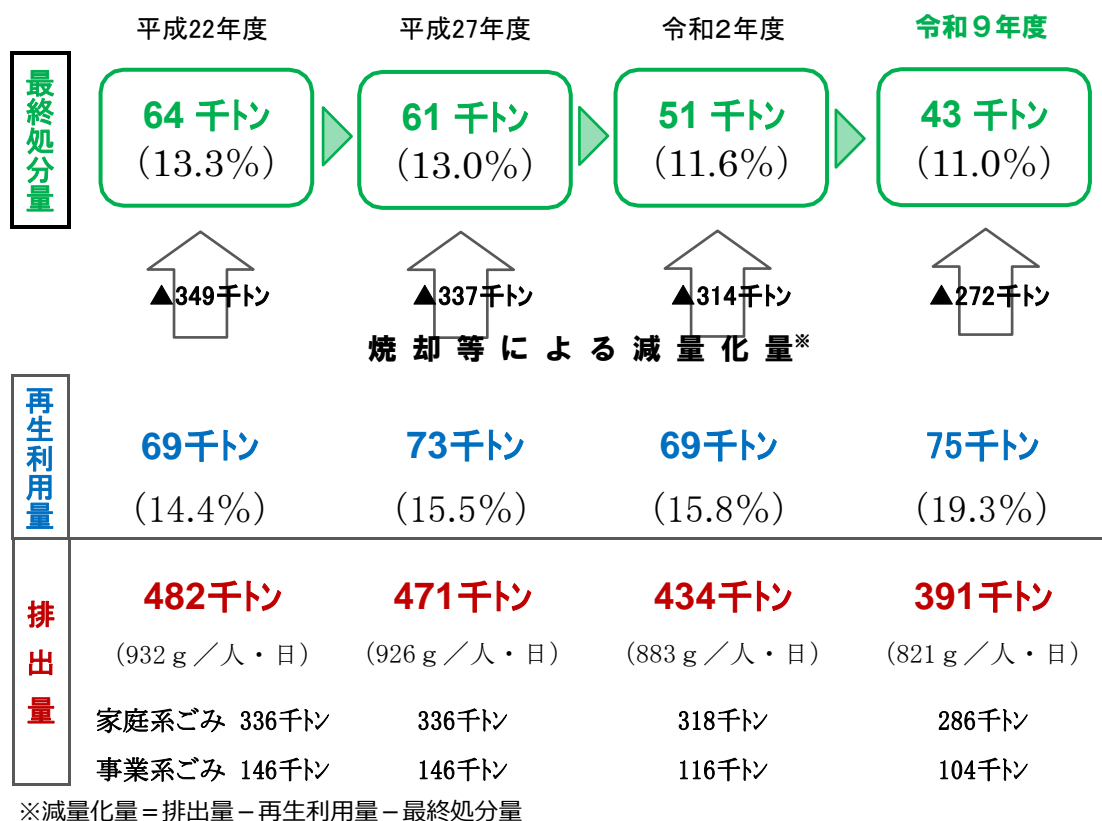 平成22年度 平成27年度 令和2年度 令和９年度
最終処分量
64 千トン 61 千トン 51 千トン 43 千トン
(13.3%) (13.0%) (11.6%) (11.0%)
▲349千トン ▲337千トン ▲314千トン ▲272千トン
焼却等による減量化量※
再生利用量
69千トン 73千トン 69千トン 75千トン
(14.4%) (15.5%) (15.8%) (19.3%)
排出量
482千トン 471千トン 434千トン 391千トン
(932ｇ／人・日) (926ｇ／人・日) (883ｇ／人・日) (821ｇ／人・日)
家庭系ごみ 336千トン 336千トン 318千トン 286千トン
事業系ごみ 146千トン 146千トン 116千トン 104千トン
※減量化量＝排出量－再生利用量－最終処分量